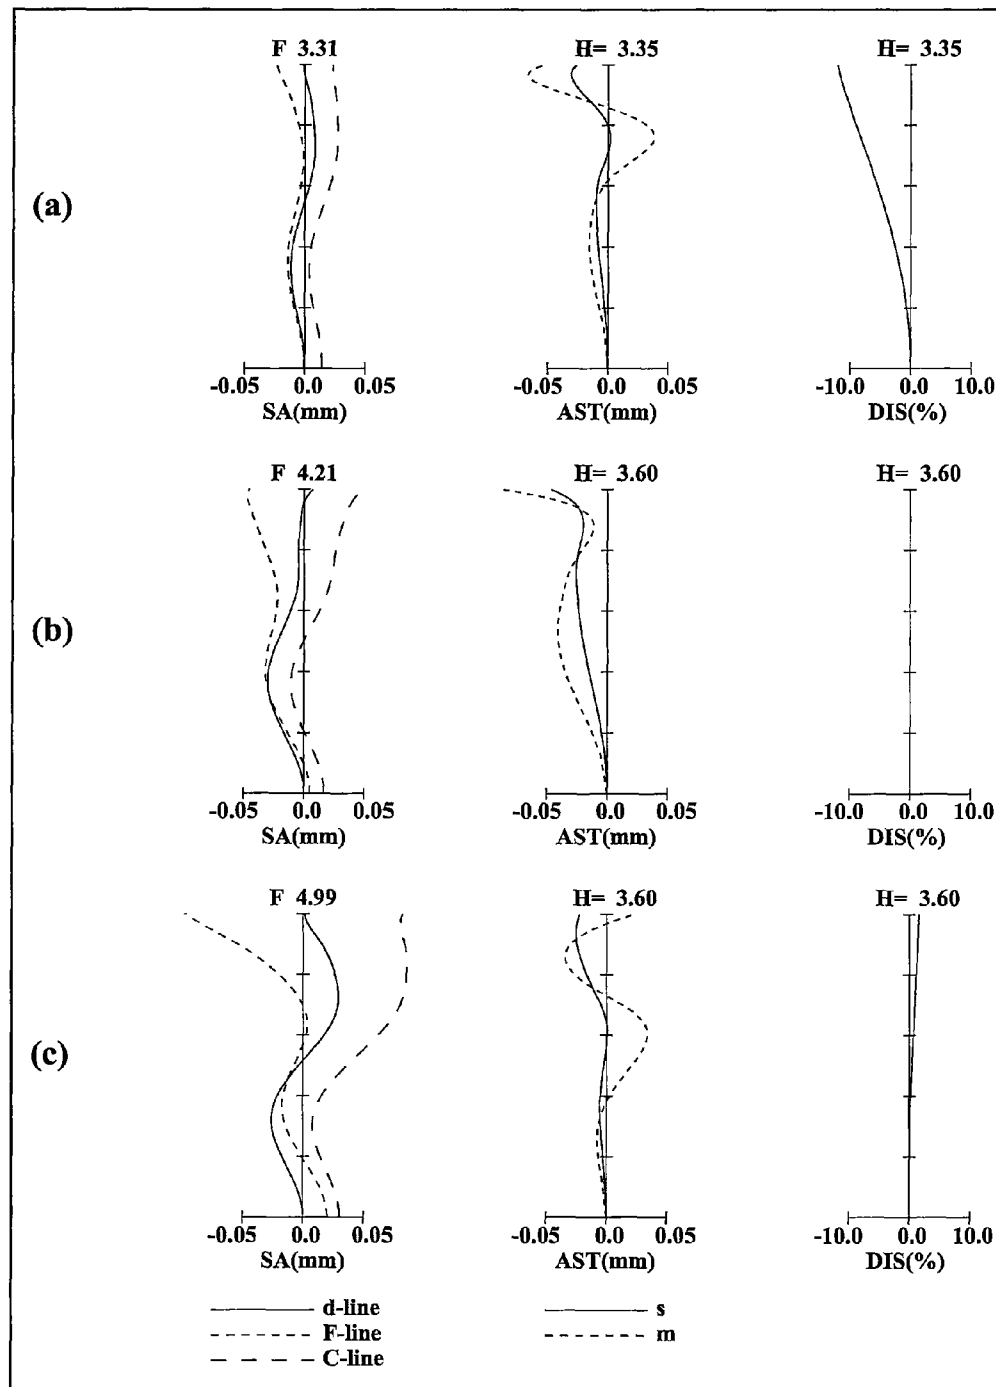 F 3.31 H= 3.35 H= 3.35
(a)
-0.05 0.0 0.05 -0.05 0.0 0.05 -10.0 0.0 10.0
SA(mm) AST(mm) DIS(%)
F 4.21 H= 3.60 H= 3.60
(b)
-0.05 0.0 0.05 -0.05 0.0 0.05 -10.0 0.0 10.0
SA(mm) AST(mm) DIS(%)
F 4.99 H= 3.60 H= 3.60
(c)
-0.05 0.0 0.05 -0.05 0.0 0.05 -10.0 0.0 10.0
SA(mm) AST(mm) DIS(%)
d-line s
F-line m
C-line